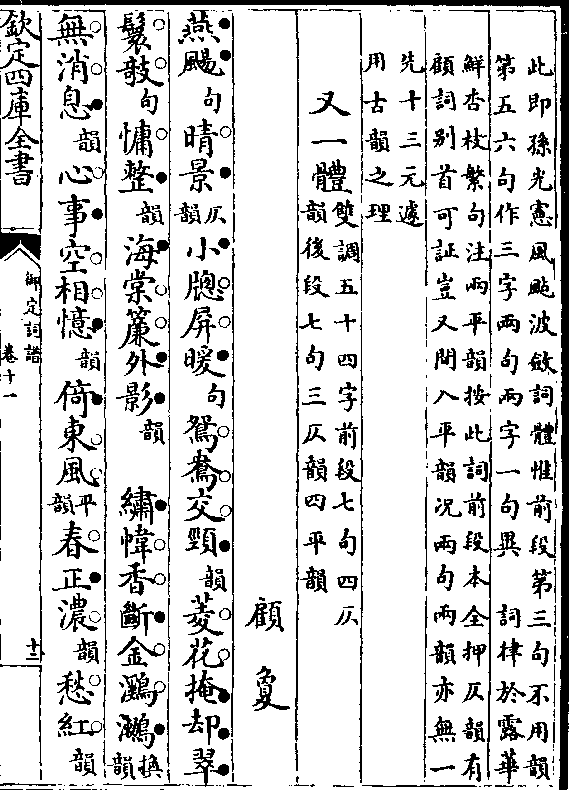 此即孫光憲風颭波斂詞體惟前段第三句不用韻
第五六句作三字兩句兩字一句異　詞律於露華
鮮杏枝繁句注兩平韻按此詞前段本全押仄韻有
顧詞别首可証豈又間入平韻况兩句兩韻亦無一
先十三元遽
用古韻之理
又一體雙調五十四字前段七句四仄
韻後段七句三仄韻四平韻
顧敻
燕颺句晴景仄韻小牕屏暖句鴛鴦交頸韻菱花掩却翠
鬟敧句慵整韻海棠簾外影韻　繡幃香斷金鸂鶒換韻
無消息韻心事空相憶韻倚東風平韻春正濃韻愁紅韻
欽定四庫全書
御定詞譜
卷十一
十三